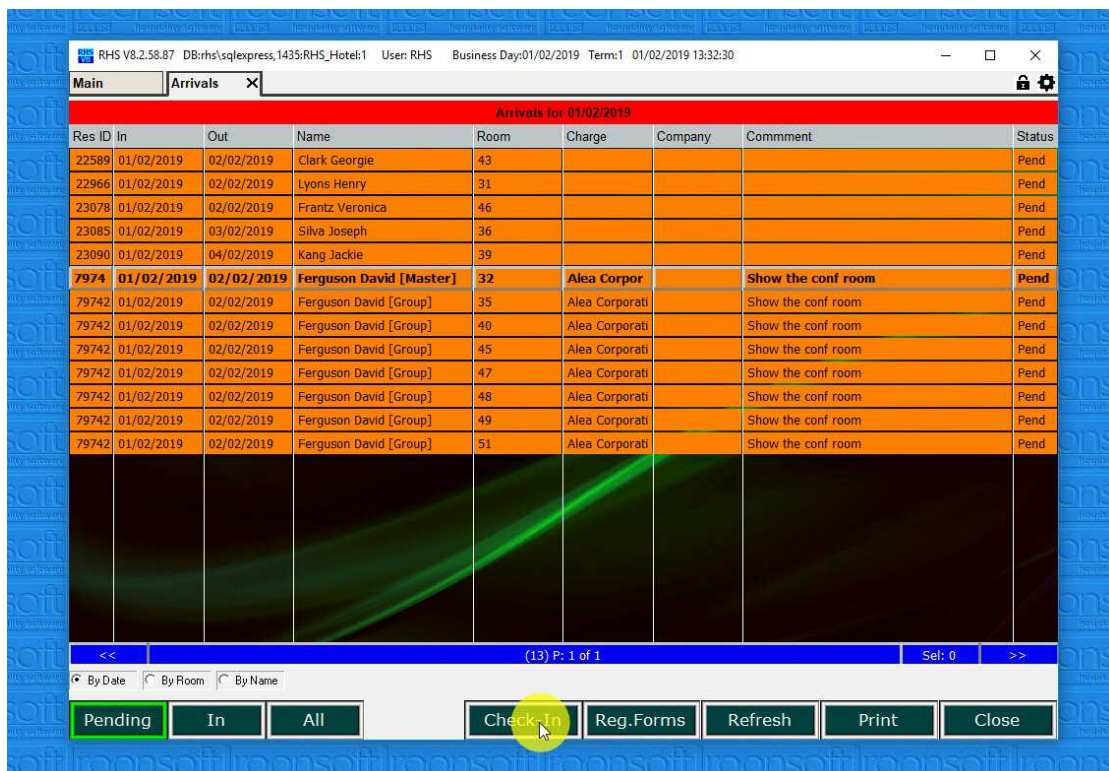 RHS V8.2.58.87 DB:rhs\sqlexpress,1435:RHS_Hotel:1 User: RHS Business Day:01/02/2019 Term:1 01/02/2019 13:32:30
Main Arrivals X
Arrivals for 01/02/2019
Res ID In Out Name Room Charge Company Commment Status
22589 01/02/2019 02/02/2019 Clark Georgie 43 Pend
22966 01/02/2019 02/02/2019 Lyons Henry 31 Pend
23078 01/02/2019 02/02/2019 Frantz Veronica 46 Pend
23085 01/02/2019 03/02/2019 Silva Joseph 36 Pend
23090 01/02/2019 04/02/2019 Kang Jackie 39 Pend
7974 01/02/2019 02/02/2019 Ferguson David [Master] 32 Alea Corpor Show the conf room Pend
79742 01/02/2019 02/02/2019 Ferguson David [Group] 35 Alea Corporati Show the conf room Pend
79742 01/02/2019 02/02/2019 Ferguson David [Group] 40 Alea Corporati Show the conf room Pend
79742 01/02/2019 02/02/2019 Ferguson David [Group] 45 Alea Corporati Show the conf room Pend
79742 01/02/2019 02/02/2019 Ferguson David [Group] 47 Alea Corporati Show the conf room Pend
79742 01/02/2019 02/02/2019 Ferguson David [Group] 48 Alea Corporati Show the conf room Pend
79742 01/02/2019 02/02/2019 Ferguson David [Group] 49 Alea Corporati Show the conf room Pend
79742 01/02/2019 02/02/2019 Ferguson David [Group] 51 Alea Corporati Show the conf room Pend
<< (13) P: 1 of 1 Sel: 0 >>
By Date By Room By Name
Pending In All Check-In Reg.Forms Refresh Print Close